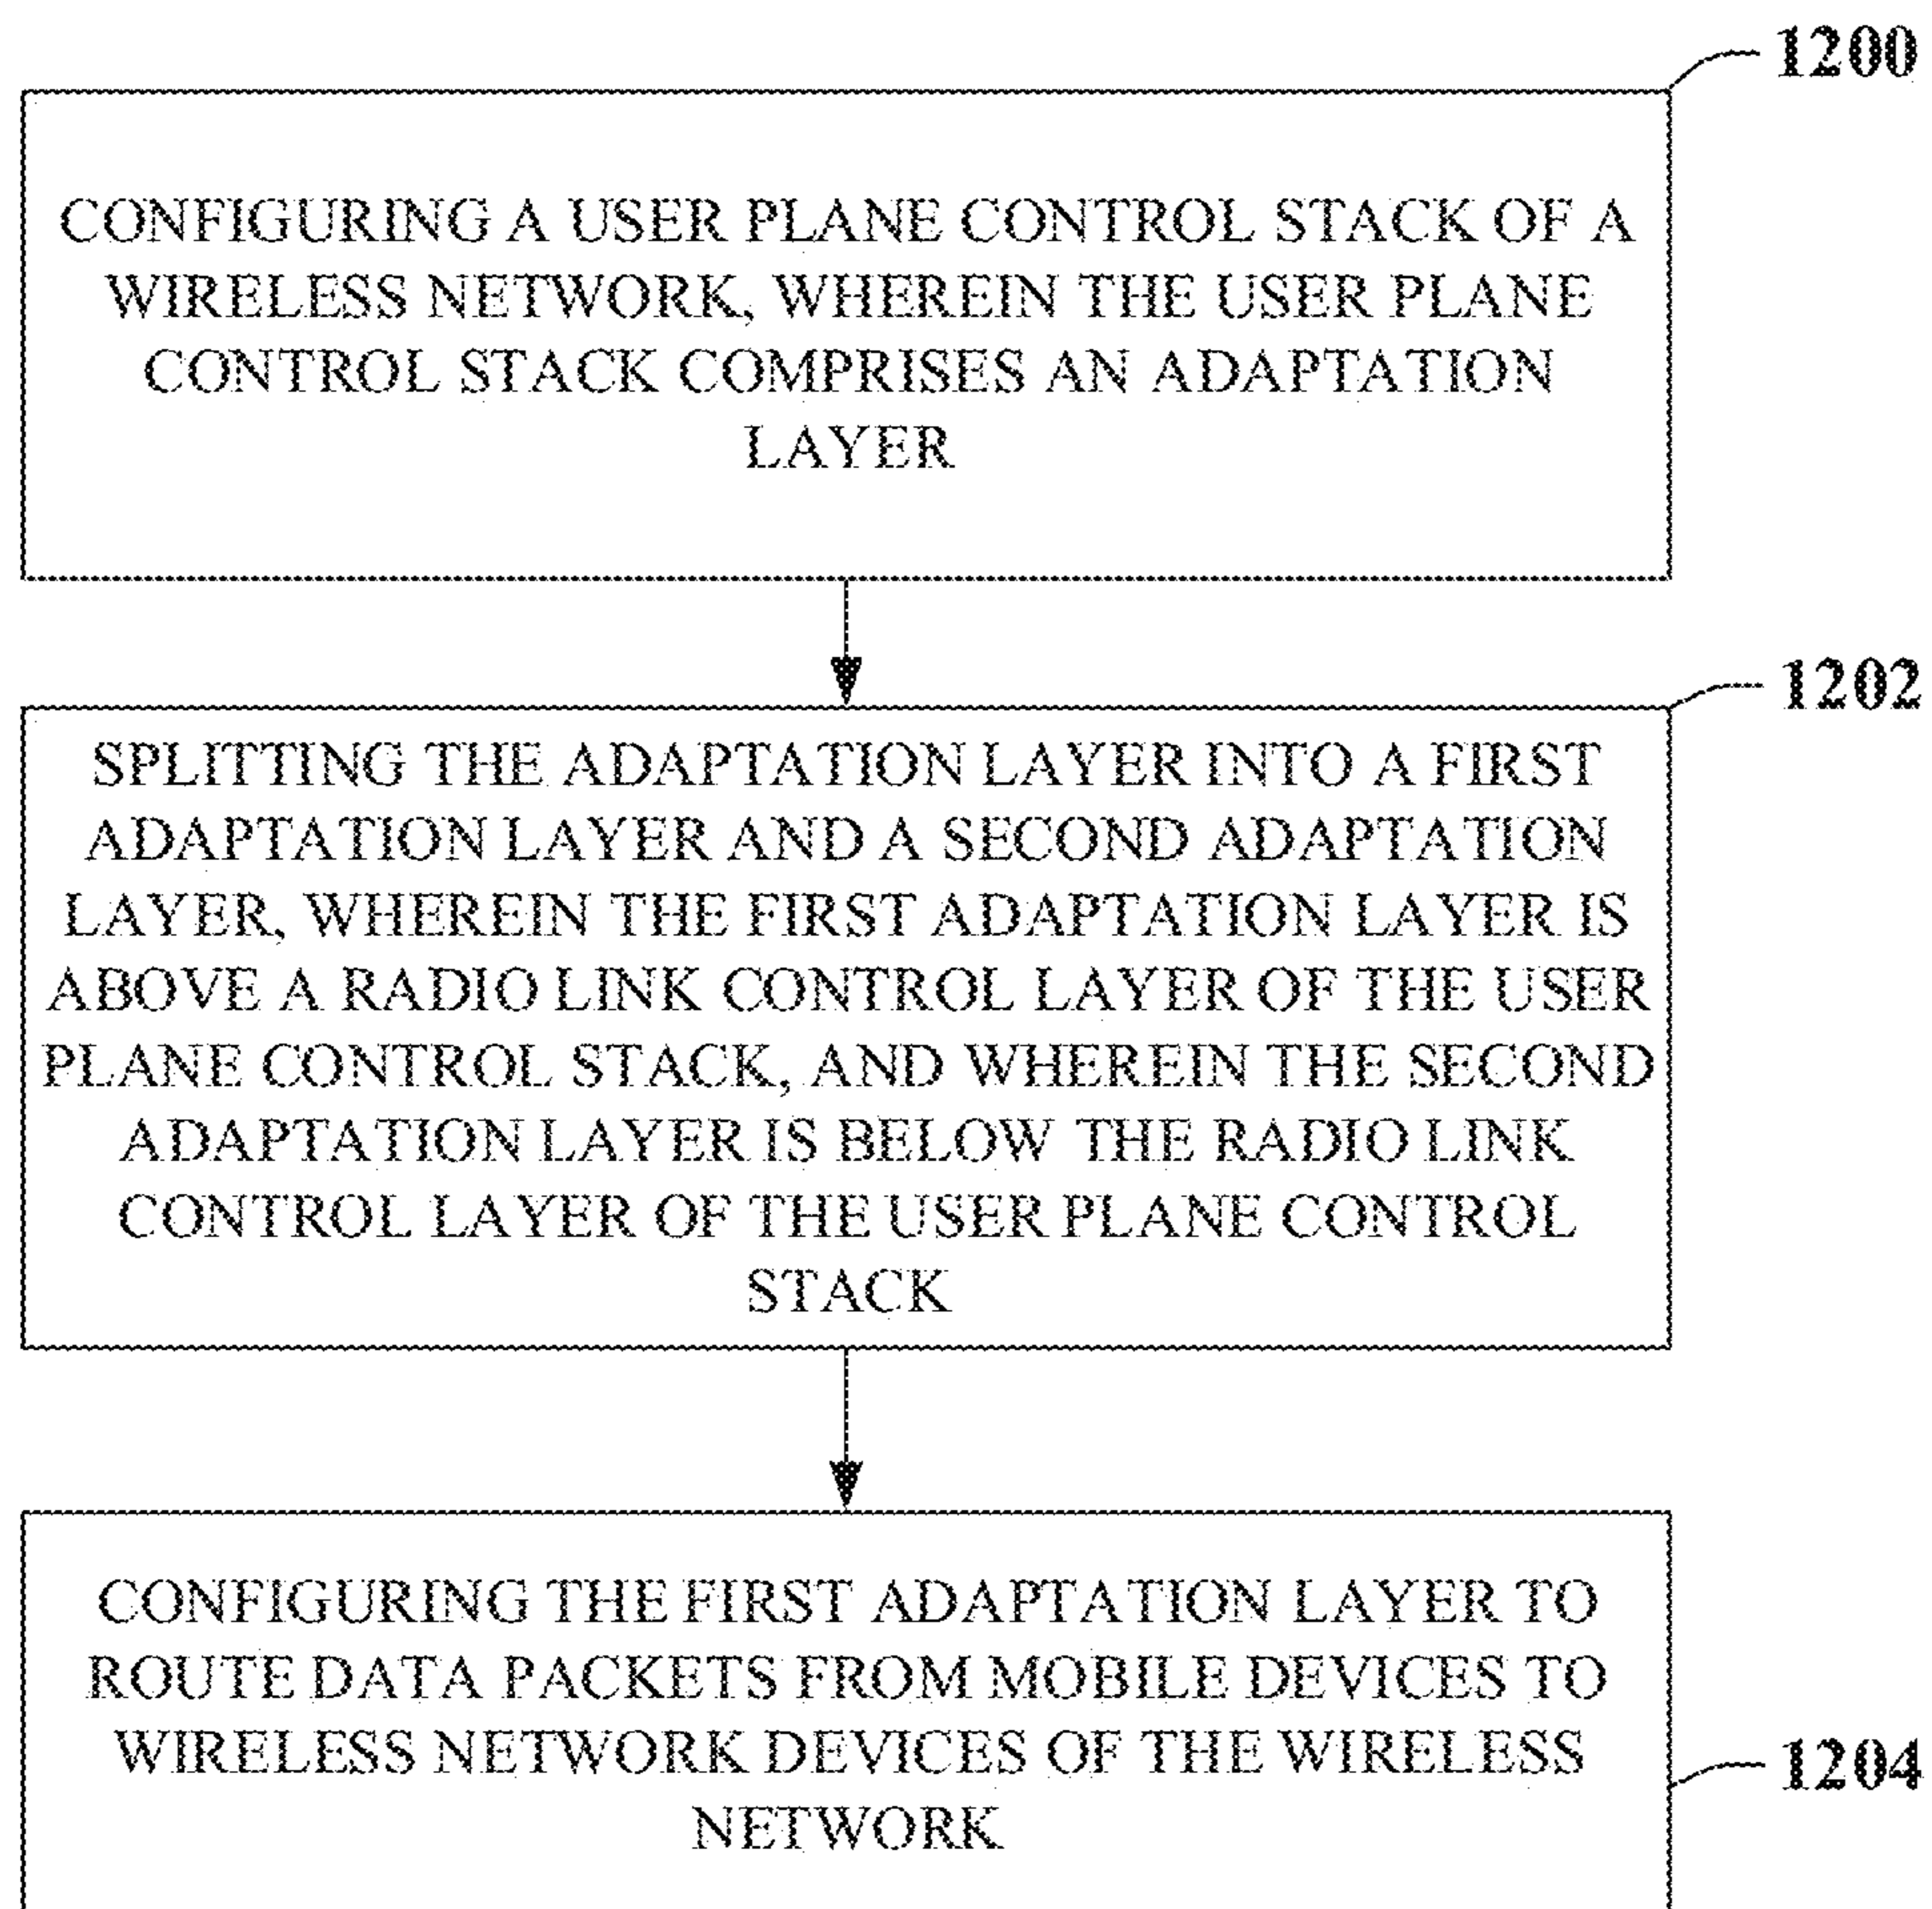 1200
CONFIGURING A USER PLANE CONTROL STACK OF A
WIRELESS NETWORK, WHEREIN THE USER PLANE
CONTROL STACK COMPRISES AN ADAPTATION
LAYER
1202
SPLITTING THE ADAPTATION LAYER INTO A FIRST
ADAPTATION LAYER AND A SECOND ADAPTATION
LAYER, WHEREIN THE FIRST ADAPTATION LAYER IS
ABOVE A RADIO LINK CONTROL LAYER OF THE USER
PLANE CONTROL STACK, AND WHEREIN THE SECOND
ADAPTATION LAYER IS BELOW THE RADIO LINK
CONTROL LAYER OF THE USER PLANE CONTROL
STACK
CONFIGURING THE FIRST ADAPTATION LAYER TO
ROUTE DATA PACKETS FROM MOBILE DEVICES TO
WIRELESS NETWORK DEVICES OF THE WIRELESS
NETWORK
1204